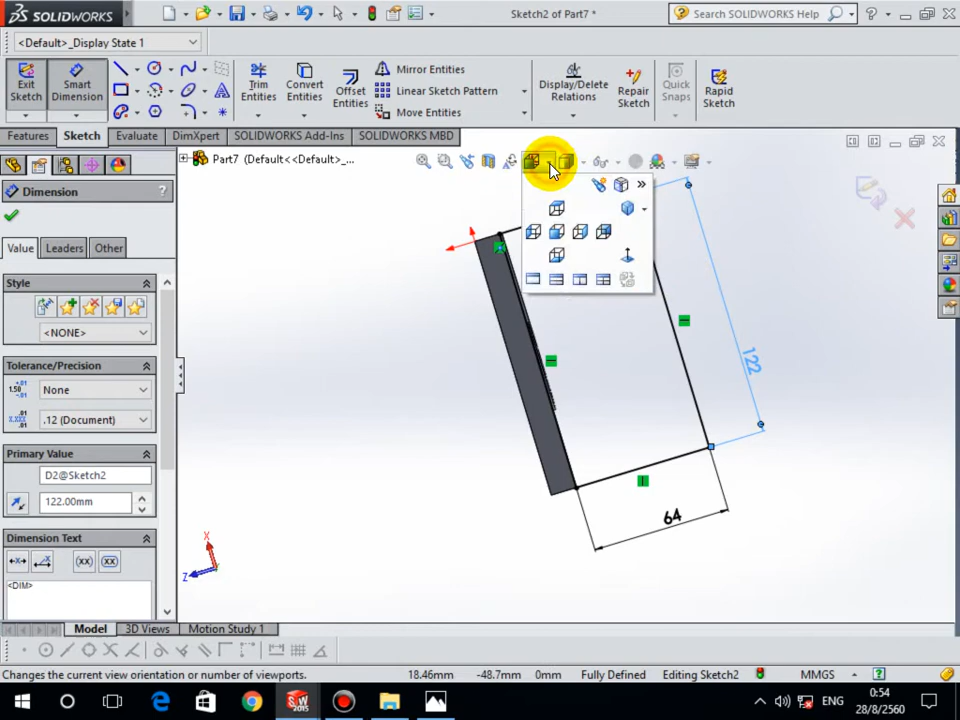 SOLIDWORKS
Sketch2 of Part7 *
Search SOLIDWORKS Help
<Default>_Display State 1
Exit Sketch
Smart Dimension
Trim Entities
Convert Entities
Offset Entities
Mirror Entities
Linear Sketch Pattern
Move Entities
Display/Delete Relations
Repair Sketch
Quick Snaps
Rapid Sketch
Features
Sketch
Evaluate
DimXpert
SOLIDWORKS Add-Ins
SOLIDWORKS MBD
Part7 (Default<<Default>_...
Dimension
Value
Leaders
Other
Style
<NONE>
Tolerance/Precision
None
.12 (Document)
Primary Value
D2@Sketch2
122.00mm
Dimension Text
(xx)
(xx)
<DIM>
122
64
X
Z
Model
3D Views
Motion Study 1
Changes the current view orientation or number of viewports.
18.46mm
-48.7mm
0mm
Fully Defined
Editing Sketch2
MMGS
ENG
0:54
28/8/2560